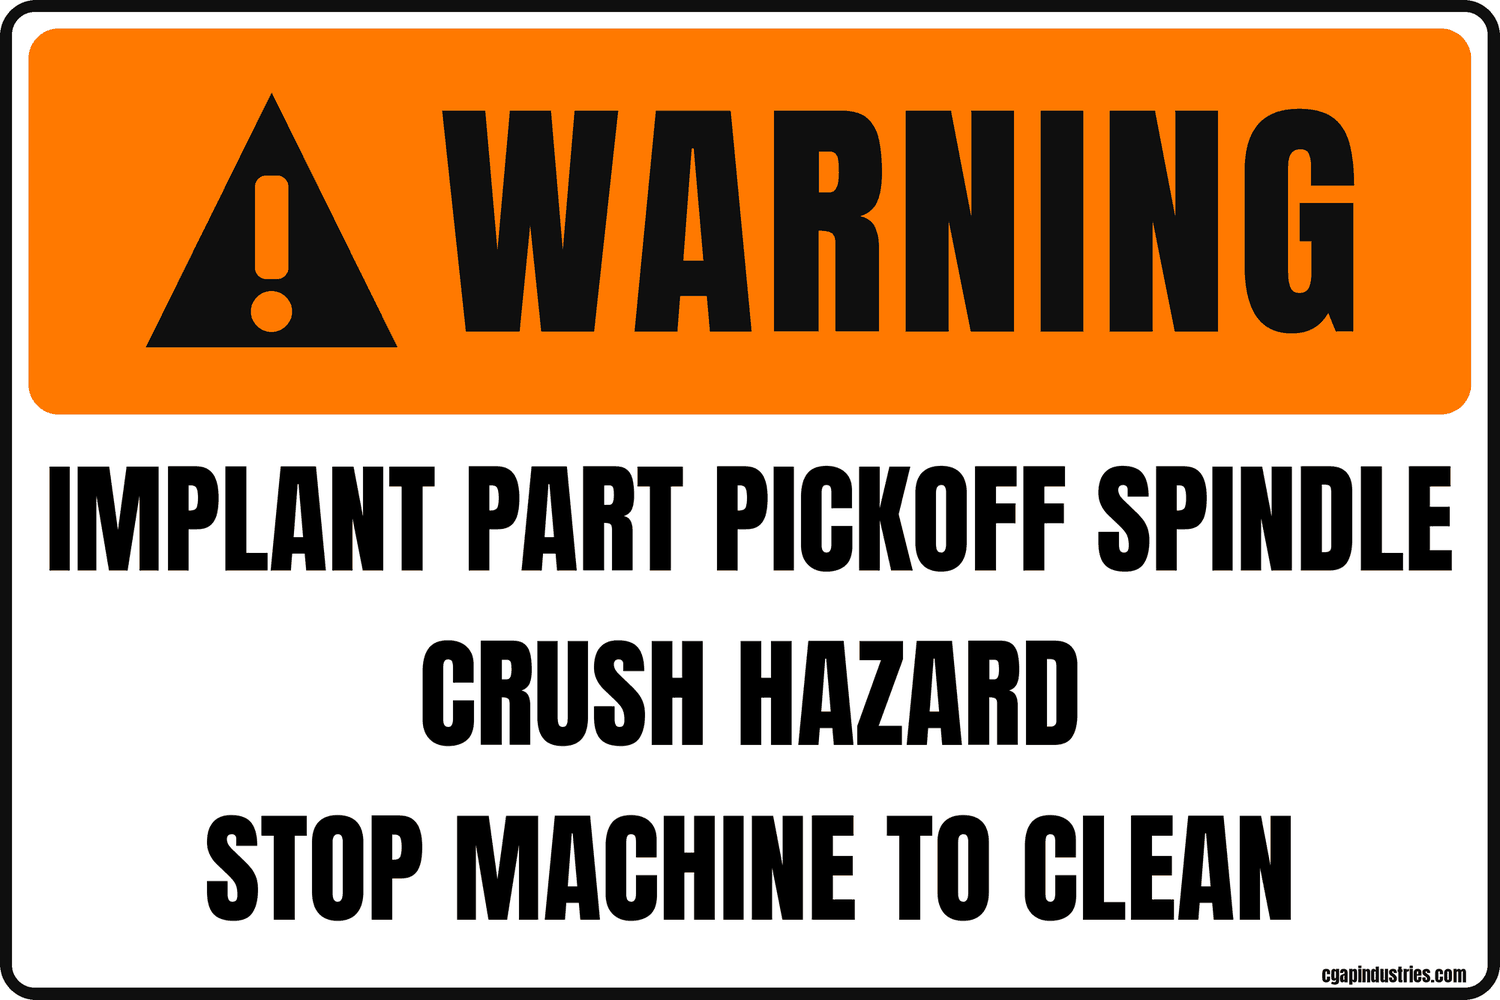 WARNING
IMPLANT PART PICKOFF SPINDLE
CRUSH HAZARD
STOP MACHINE TO CLEAN
cgapindustries.com